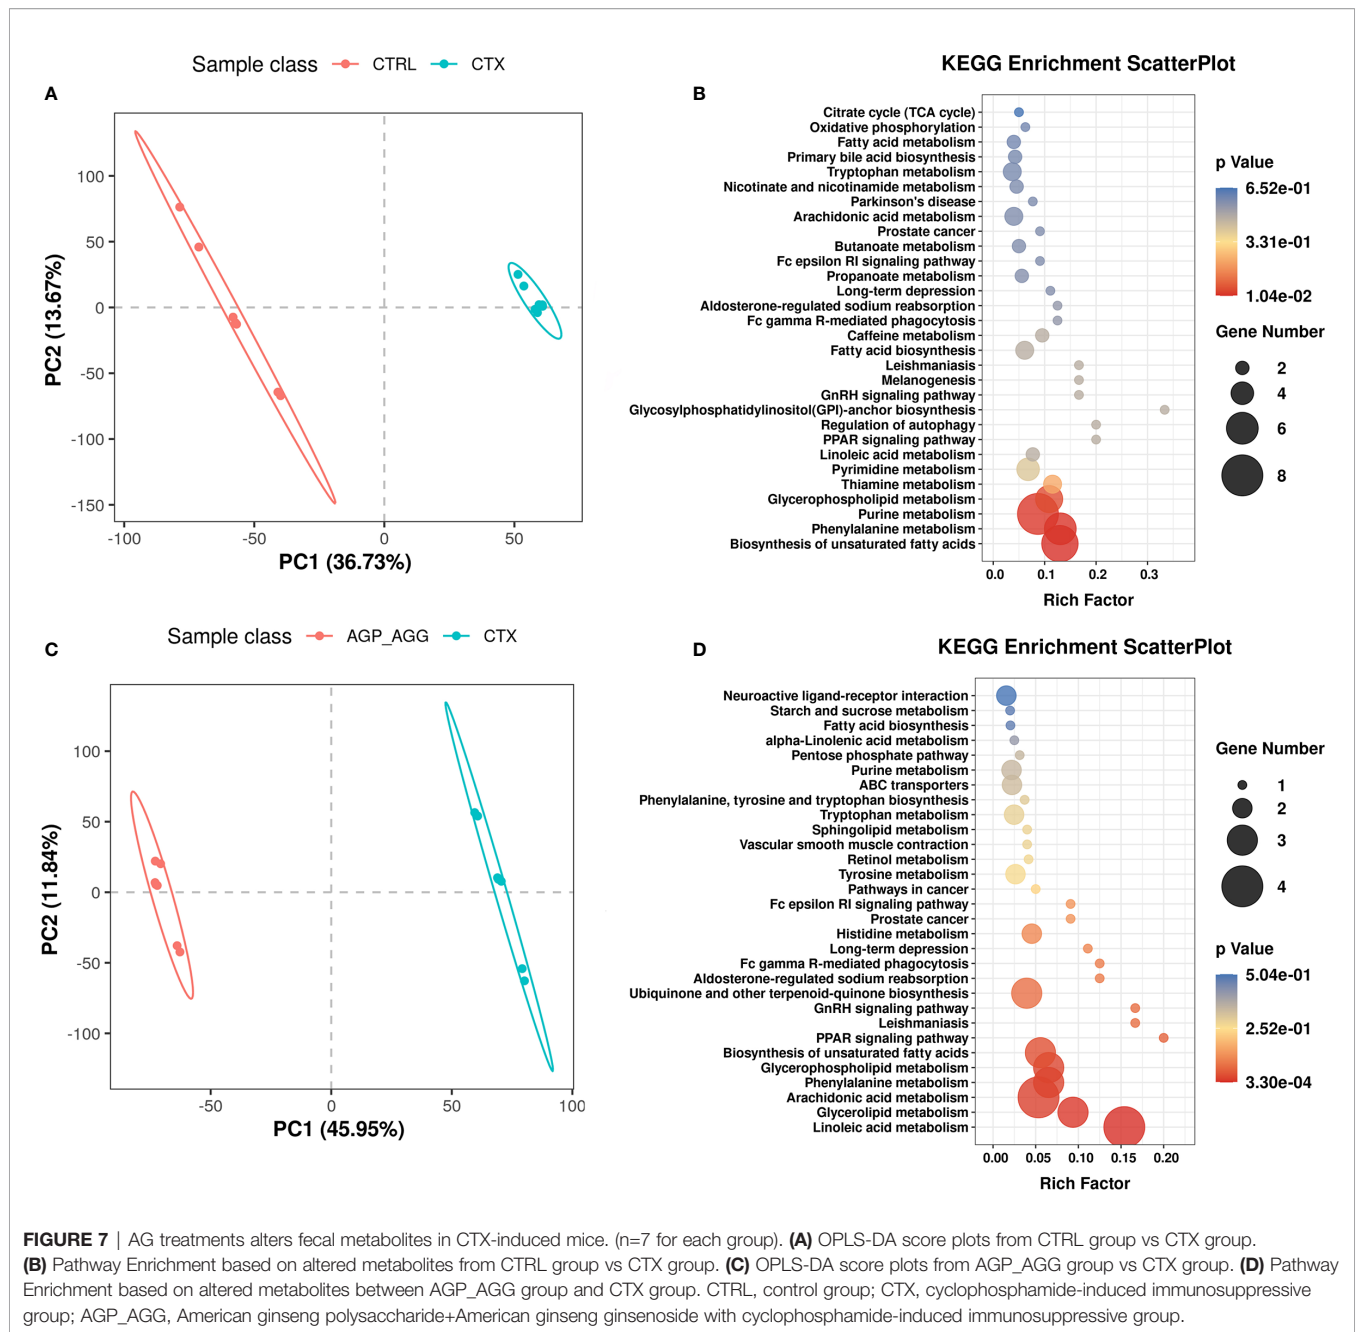 Sample class CTRL CTX
A
PC2 (13.67%)
100
50
0
-50
-100
-150
-100 -50 0 50
PC1 (36.73%)
KEGG Enrichment ScatterPlot
B
Citrate cycle (TCA cycle)
Oxidative phosphorylation
Fatty acid metabolism
Primary bile acid biosynthesis
Tryptophan metabolism
Nicotinate and nicotinamide metabolism
Parkinson's disease
Arachidonic acid metabolism
Prostate cancer
Butanoate metabolism
Fc epsilon RI signaling pathway
Propanoate metabolism
Long-term depression
Aldosterone-regulated sodium reabsorption
Fc gamma R-mediated phagocytosis
Caffeine metabolism
Fatty acid biosynthesis
Leishmaniasis
Melanogenesis
GnRH signaling pathway
Glycosylphosphatidylinositol(GPI)-anchor biosynthesis
Regulation of autophagy
PPAR signaling pathway
Linoleic acid metabolism
Pyrimidine metabolism
Thiamine metabolism
Glycerophospholipid metabolism
Purine metabolism
Phenylalanine metabolism
Biosynthesis of unsaturated fatty acids
0.0 0.1 0.2 0.3
Rich Factor
p Value
6.52e-01
3.31e-01
1.04e-02
Gene Number
2
4
6
8
Sample class AGP_AGG CTX
C
PC2 (11.84%)
100
50
0
-50
-100
-50 0 50 100
PC1 (45.95%)
KEGG Enrichment ScatterPlot
D
Neuroactive ligand-receptor interaction
Starch and sucrose metabolism
Fatty acid biosynthesis
alpha-Linolenic acid metabolism
Pentose phosphate pathway
Purine metabolism
ABC transporters
Phenylalanine, tyrosine and tryptophan biosynthesis
Tryptophan metabolism
Sphingolipid metabolism
Vascular smooth muscle contraction
Retinol metabolism
Tyrosine metabolism
Pathways in cancer
Fc epsilon RI signaling pathway
Prostate cancer
Histidine metabolism
Long-term depression
Fc gamma R-mediated phagocytosis
Aldosterone-regulated sodium reabsorption
Ubiquinone and other terpenoid-quinone biosynthesis
GnRH signaling pathway
Leishmaniasis
PPAR signaling pathway
Biosynthesis of unsaturated fatty acids
Glycerophospholipid metabolism
Phenylalanine metabolism
Arachidonic acid metabolism
Glycerolipid metabolism
Linoleic acid metabolism
0.00 0.05 0.10 0.15 0.20
Rich Factor
Gene Number
1
2
3
4
p Value
5.04e-01
2.52e-01
3.30e-04
FIGURE 7 | AG treatments alters fecal metabolites in CTX-induced mice. (n=7 for each group). (A) OPLS-DA score plots from CTRL group vs CTX group.
(B) Pathway Enrichment based on altered metabolites from CTRL group vs CTX group. (C) OPLS-DA score plots from AGP_AGG group vs CTX group. (D) Pathway
Enrichment based on altered metabolites between AGP_AGG group and CTX group. CTRL, control group; CTX, cyclophosphamide-induced immunosuppressive
group; AGP_AGG, American ginseng polysaccharide+American ginseng ginsenoside with cyclophosphamide-induced immunosuppressive group.